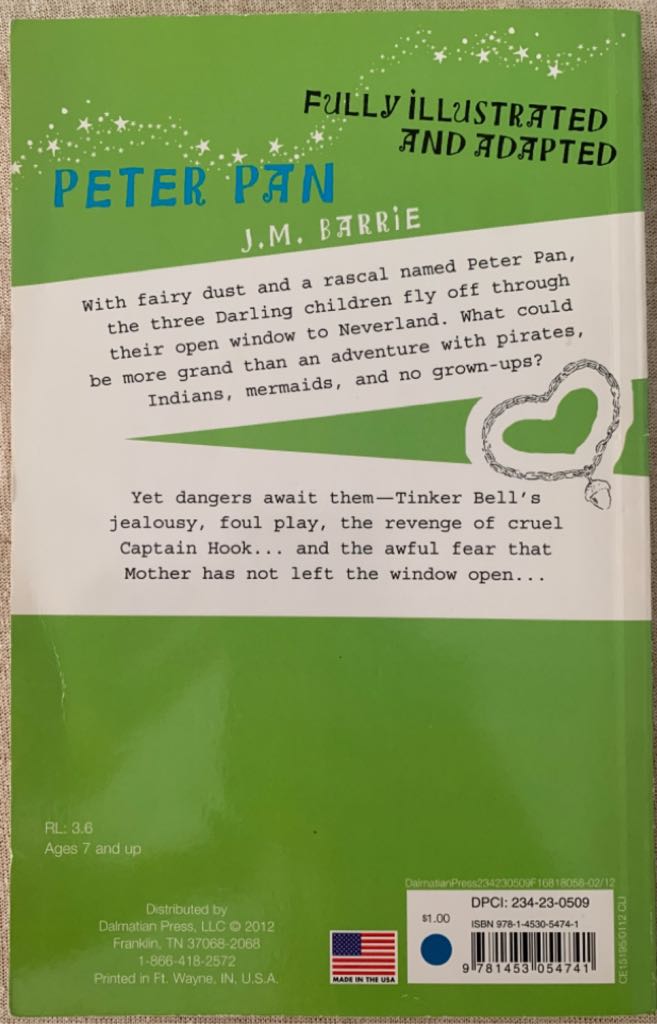 FULLY ILLUSTRATED
AND ADAPTED
PETER PAN
J.M. BARRIE
With fairy dust and a rascal named Peter Pan,
the three Darling children fly off through
their open window to Neverland. What could
be more grand than an adventure with pirates,
Indians, mermaids, and no grown-ups?
Yet dangers await them—Tinker Bell's
jealousy, foul play, the revenge of cruel
Captain Hook... and the awful fear that
Mother has not left the window open...
RL: 3.6
Ages 7 and up
Distributed by
Dalmatian Press, LLC © 2012
Franklin, TN 37068-2068
1-866-418-2572
Printed in Ft. Wayne, IN, U.S.A.
MADE IN THE USA
DalmatianPress234230509F16818058-02/12
DPCI: 234-23-0509
$1.00
ISBN 978-1-4530-5474-1
9 781453 054741
CE15195/0112 CLI